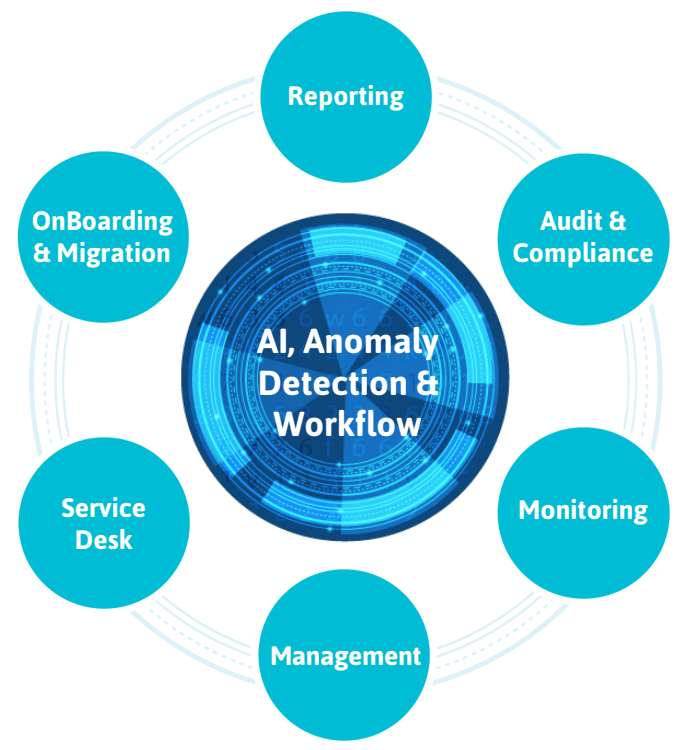 Reporting
OnBoarding
& Migration
Audit &
Compliance
AI, Anomaly
Detection &
Workflow
Service
Desk
Monitoring
Management